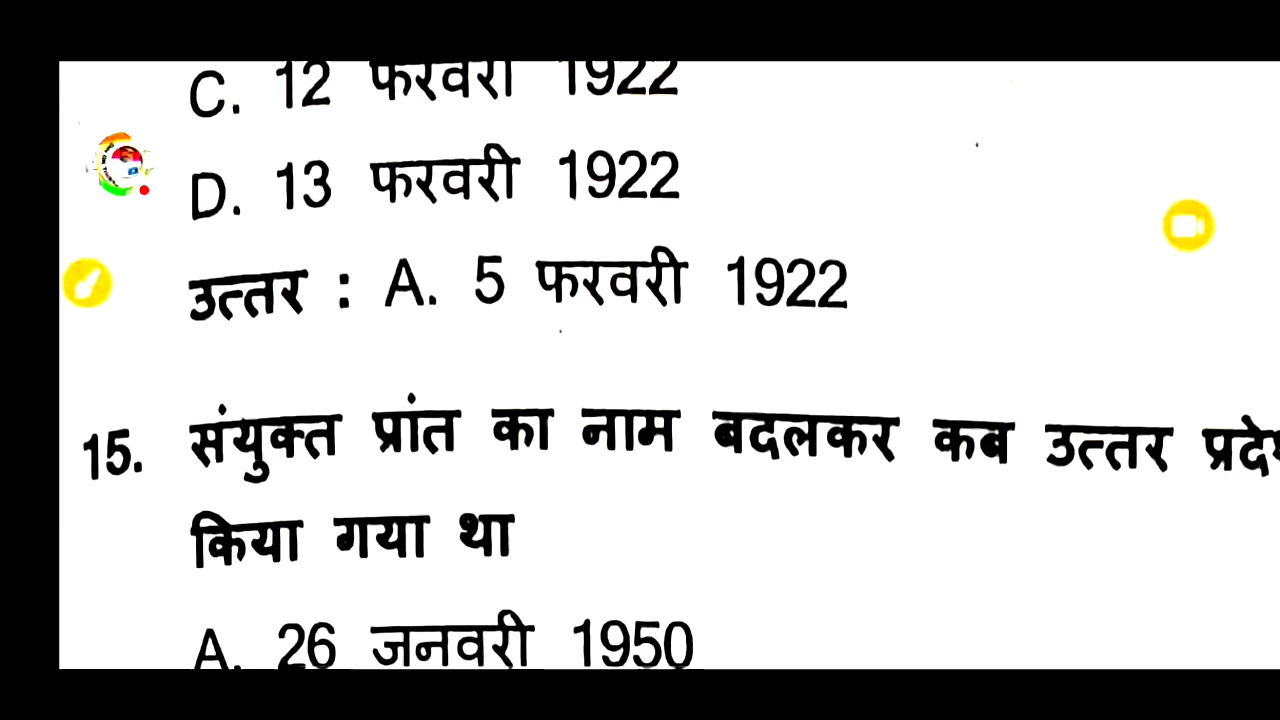 C. 12 फरवरी 1922
D. 13 फरवरी 1922
उत्तर : A. 5 फरवरी 1922
15. संयुक्त प्रांत का नाम बदलकर कब उत्तर
किया गया था
A. 26 जनवरी 1950